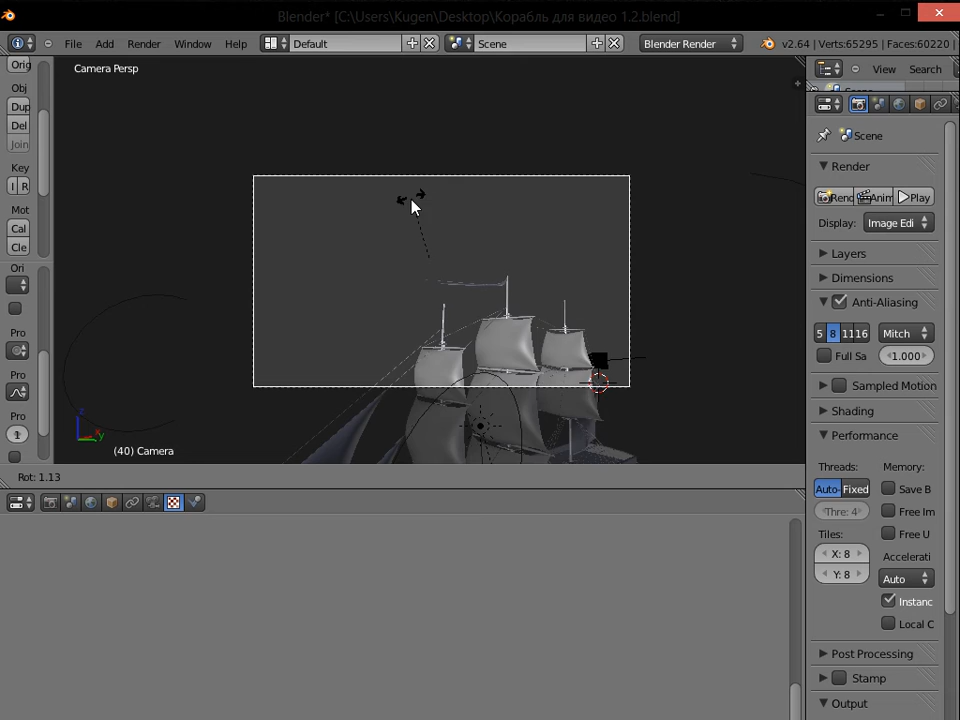 Blender* [C:\Users\Kugen\Desktop\Корабль для видео 1.2.blend]
File Add Render Window Help Default Scene Blender Render v2.64 | Verts:65295 | Faces:60220 |
Orig
Obj
Dup
Del
Join
Key
I R
Mot
Cal
Cle
Ori
Pro
Pro
Pro
1
Camera Persp
z
x y
(40) Camera
Rot: 1.13
View Search
Scene
Scene
Render
Rend Anim Play
Display: Image Edi
Layers
Dimensions
Anti-Aliasing
5 8 11 16 Mitch
Full Sa 1.000
Sampled Motion
Shading
Performance
Threads: Memory:
Auto- Fixed Save B
Thre: 4 Free Im
Tiles: Free U
X: 8 Accelerati
Y: 8 Auto
Instanc
Local C
Post Processing
Stamp
Output